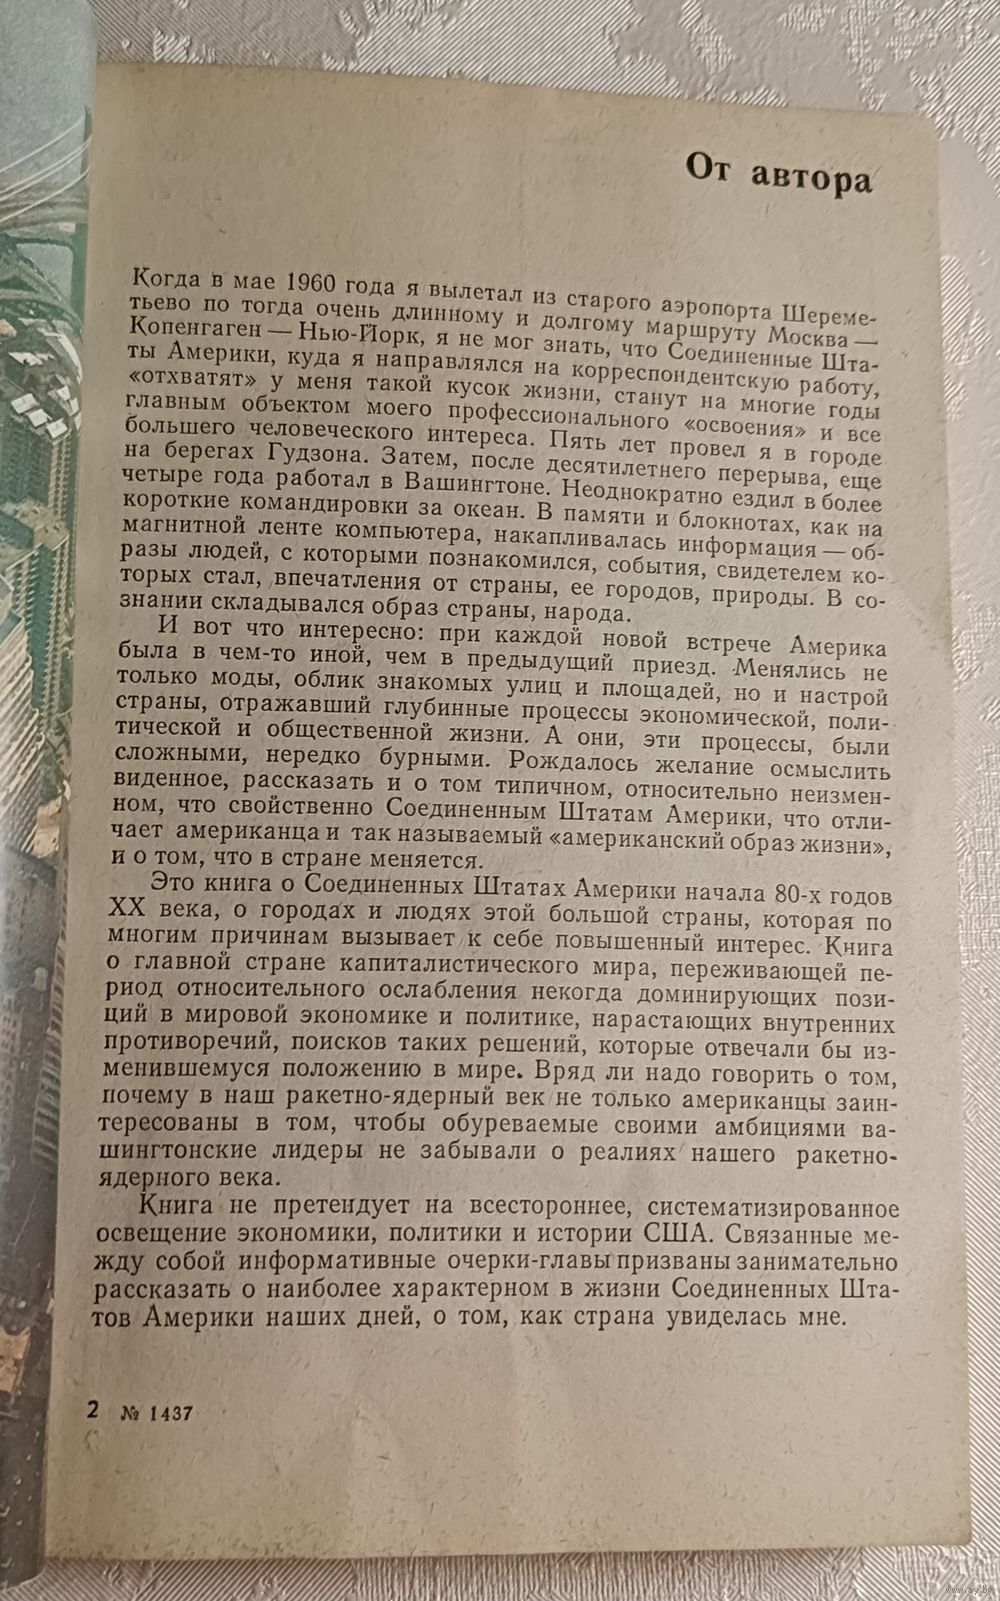 От автора
Когда в мае 1960 года я вылетал из старого аэропорта Шереме-
тьево по тогда очень длинному и долгому маршруту Москва —
Копенгаген — Нью-Йорк, я не мог знать, что Соединенные Шта-
ты Америки, куда я направлялся на корреспондентскую работу,
«отхватят» у меня такой кусок жизни, станут на многие годы
главным объектом моего профессионального «освоения» и все
большего человеческого интереса. Пять лет провел я в городе
на берегах Гудзона. Затем, после десятилетнего перерыва, еще
четыре года работал в Вашингтоне. Неоднократно ездил в более
короткие командировки за океан. В памяти и блокнотах, как на
магнитной ленте компьютера, накапливалась информация — об-
разы людей, с которыми познакомился, события, свидетелем ко-
торых стал, впечатления от страны, ее городов, природы. В со-
знании складывался образ страны, народа.
И вот что интересно: при каждой новой встрече Америка
была в чем-то иной, чем в предыдущий приезд. Менялись не
только моды, облик знакомых улиц и площадей, но и настрой
страны, отражавший глубинные процессы экономической, поли-
тической и общественной жизни. А они, эти процессы, были
сложными, нередко бурными. Рождалось желание осмыслить
виденное, рассказать и о том типичном, относительно неизмен-
ном, что свойственно Соединенным Штатам Америки, что отли-
чает американца и так называемый «американский образ жизни»,
и о том, что в стране меняется.
Это книга о Соединенных Штатах Америки начала 80-х годов
XX века, о городах и людях этой большой страны, которая по
многим причинам вызывает к себе повышенный интерес. Книга
о главной стране капиталистического мира, переживающей пе-
риод относительного ослабления некогда доминирующих пози-
ций в мировой экономике и политике, нарастающих внутренних
противоречий, поисков таких решений, которые отвечали бы из-
менившемуся положению в мире. Вряд ли надо говорить о том,
почему в наш ракетно-ядерный век не только американцы заин-
тересованы в том, чтобы обуреваемые своими амбициями ва-
шингтонские лидеры не забывали о реалиях нашего ракетно-
ядерного века.
Книга не претендует на всестороннее, систематизированное
освещение экономики, политики и истории США. Связанные ме-
жду собой информативные очерки-главы призваны занимательно
рассказать о наиболее характерном в жизни Соединенных Шта-
тов Америки наших дней, о том, как страна увиделась мне.
2 № 1437
www.ay.by